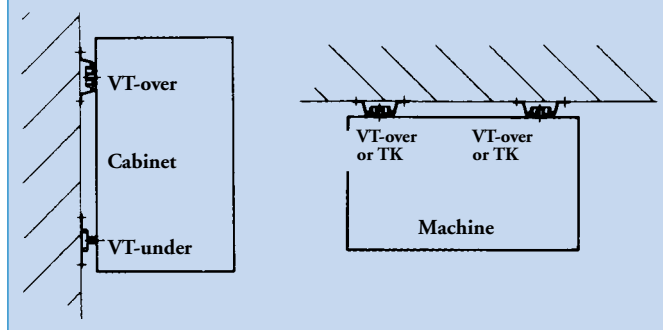 VT-over
Cabinet
VT-under
VT-over
or TK
VT-over
or TK
Machine